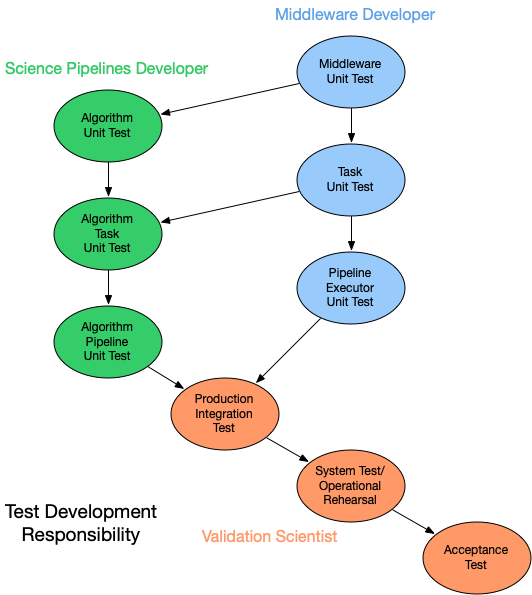 Middleware Developer
Science Pipelines Developer
Middleware
Unit Test
Algorithm
Unit Test
Task
Unit Test
Algorithm
Task
Unit Test
Pipeline
Executor
Unit Test
Algorithm
Pipeline
Unit Test
Production
Integration
Test
System Test/
Operational
Rehearsal
Test Development
Responsibility
Validation Scientist
Acceptance
Test